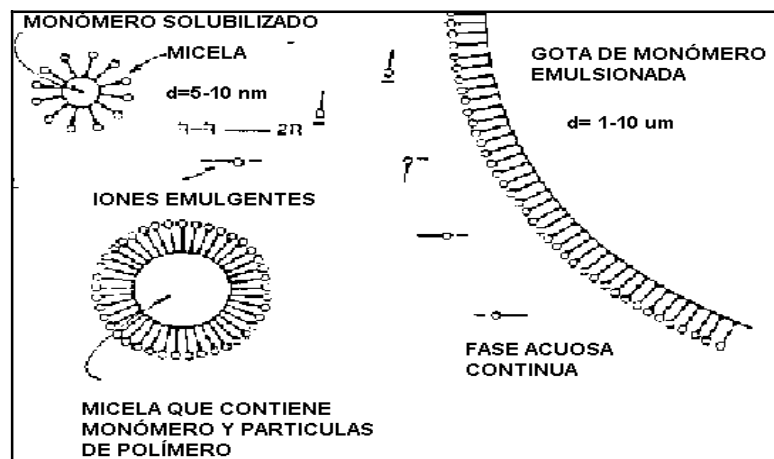 MONÓMERO SOLUBILIZADO
MICELA
d=5-10 nm
2R
IONES EMULGENTES
GOTA DE MONÓMERO
EMULSIONADA
d= 1-10 um
FASE ACUOSA
CONTINUA
MICELA QUE CONTIENE
MONÓMERO Y PARTICULAS
DE POLÍMERO